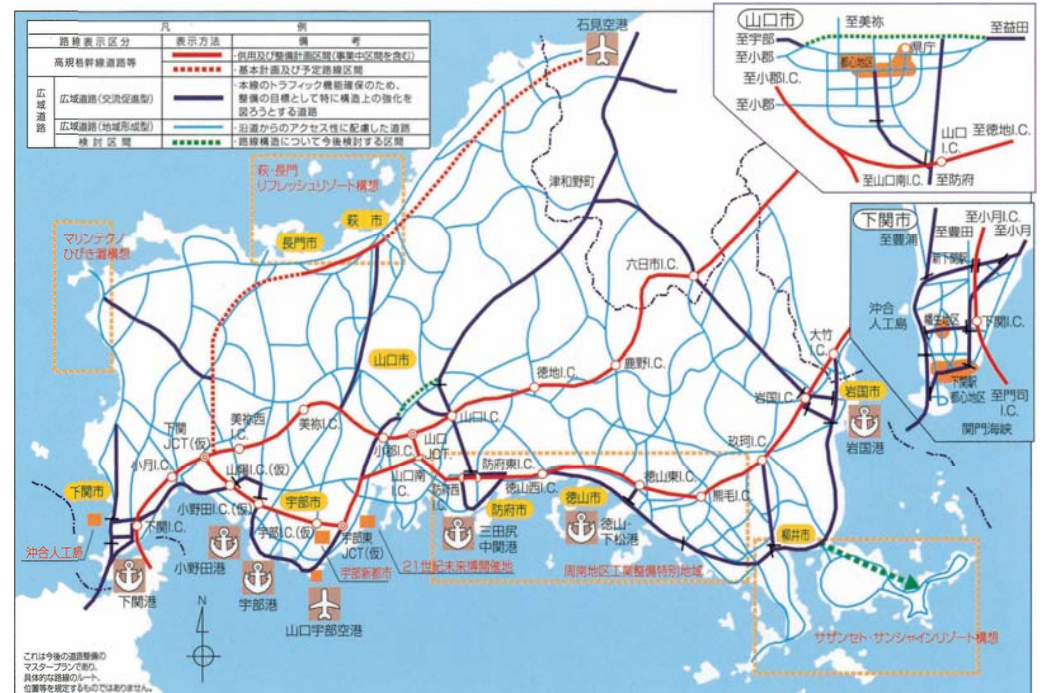 凡例
路線表示区分
表示方法
備考
高規格幹線道路等
・供用及び整備計画区間(事業中区間を含む)
・基本計画及び予定路線区間
広域道路
広域道路(交流促進型)
・本線のトラフィック機能確保のため、
整備の目標として特に構造上の強化を
図ろうとする道路
広域道路(地域形成型)
・沿道からのアクセス性に配慮した道路
検討区間
・路線構造について今後検討する区間
石見空港
山口市
至美祢
至益田
至宇部
至小郡
県庁
都心地区
至小郡I.C.
至小郡
山口
I.C.
至徳地I.C.
至山口南I.C.
至防府
下関市
至豊浦
至豊田
至小月I.C.
至小月
新下関駅
沖合
人工島
幡生地区
下関I.C.
下関駅
都心地区
至門司
I.C.
関門海峡
萩・長門
リフレッシュリゾート構想
萩市
長門市
マリンテクノ
ひびき灘構想
津和野町
六日市I.C.
大竹
I.C.
山口市
鹿野I.C.
徳地I.C.
岩国I.C.
岩国市
岩国港
美祢西
I.C.
美祢I.C.
山口I.C.
下関
JCT(仮)
小郡I.C.
山口
JCT.
玖珂I.C.
小月I.C.
山陽I.C.(仮)
山口南
I.C.
防府東I.C.
防府西
I.C.
徳山西I.C.
徳山東I.C.
熊毛I.C.
下関市
小野田I.C.(仮)
宇部市
防府市
徳山市
柳井市
下関I.C.
宇部I.C.(仮)
宇部東
JCT(仮)
三田尻
中関港
徳山・
下松港
沖合人工島
小野田港
宇部新都市
21世紀未来博開催地
周南地区工業整備特別地域
下関港
宇部港
山口宇部空港
N
サザンセト・サンシャインリゾート構想
これは今後の道路整備の
マスタープランであり、
具体的な路線のルート、
位置等を規定するものではありません。